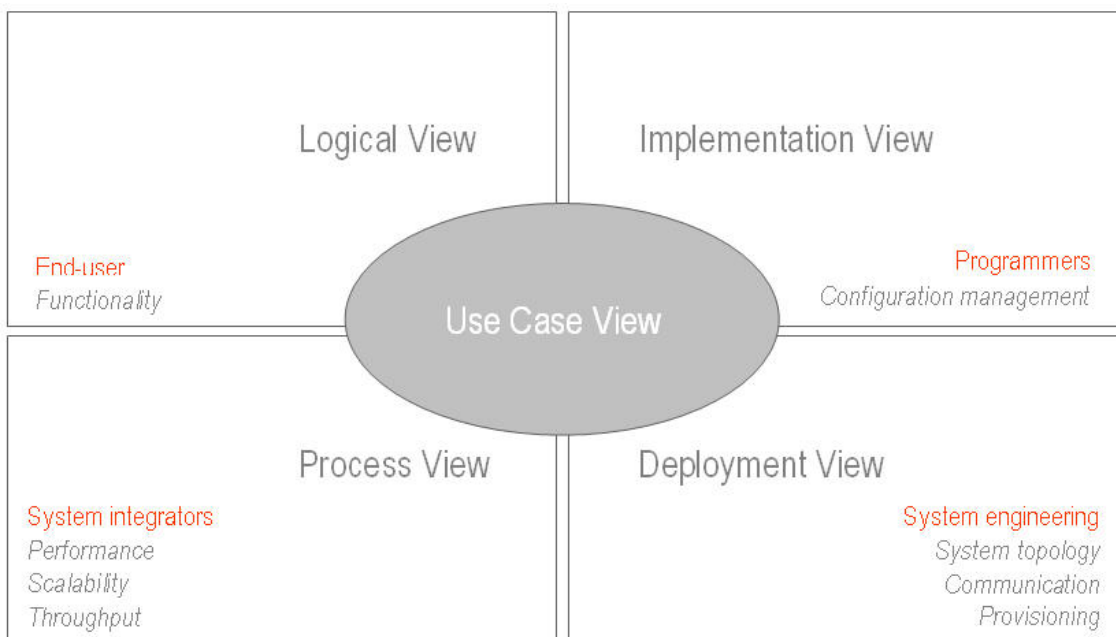 Logical View
End-user
Functionality
Implementation View
Programmers
Configuration management
Use Case View
Process View
System integrators
Performance
Scalability
Throughput
Deployment View
System engineering
System topology
Communication
Provisioning